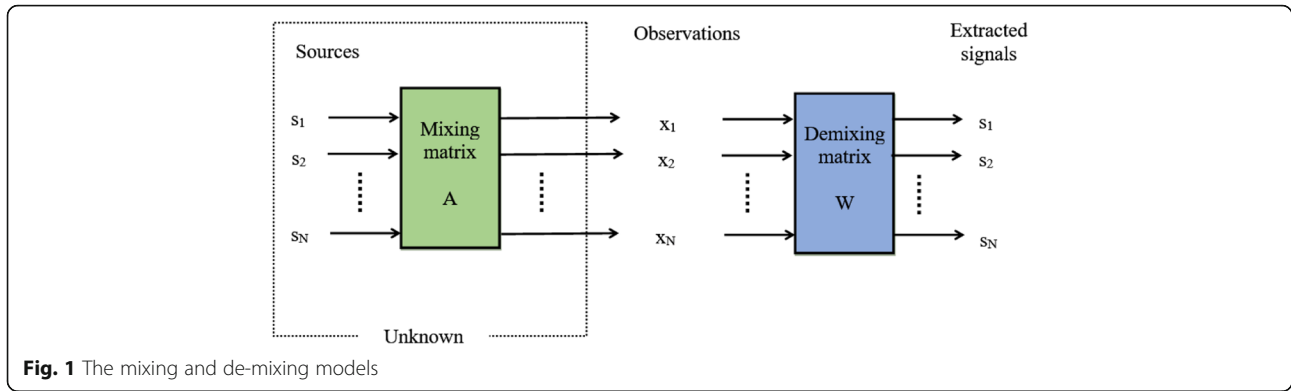 Sources
Observations
Extracted
signals
s1
s2
sN
Mixing
matrix
A
x1
x2
xN
Demixing
matrix
W
s1
s2
sN
Unknown
Fig. 1 The mixing and de-mixing models